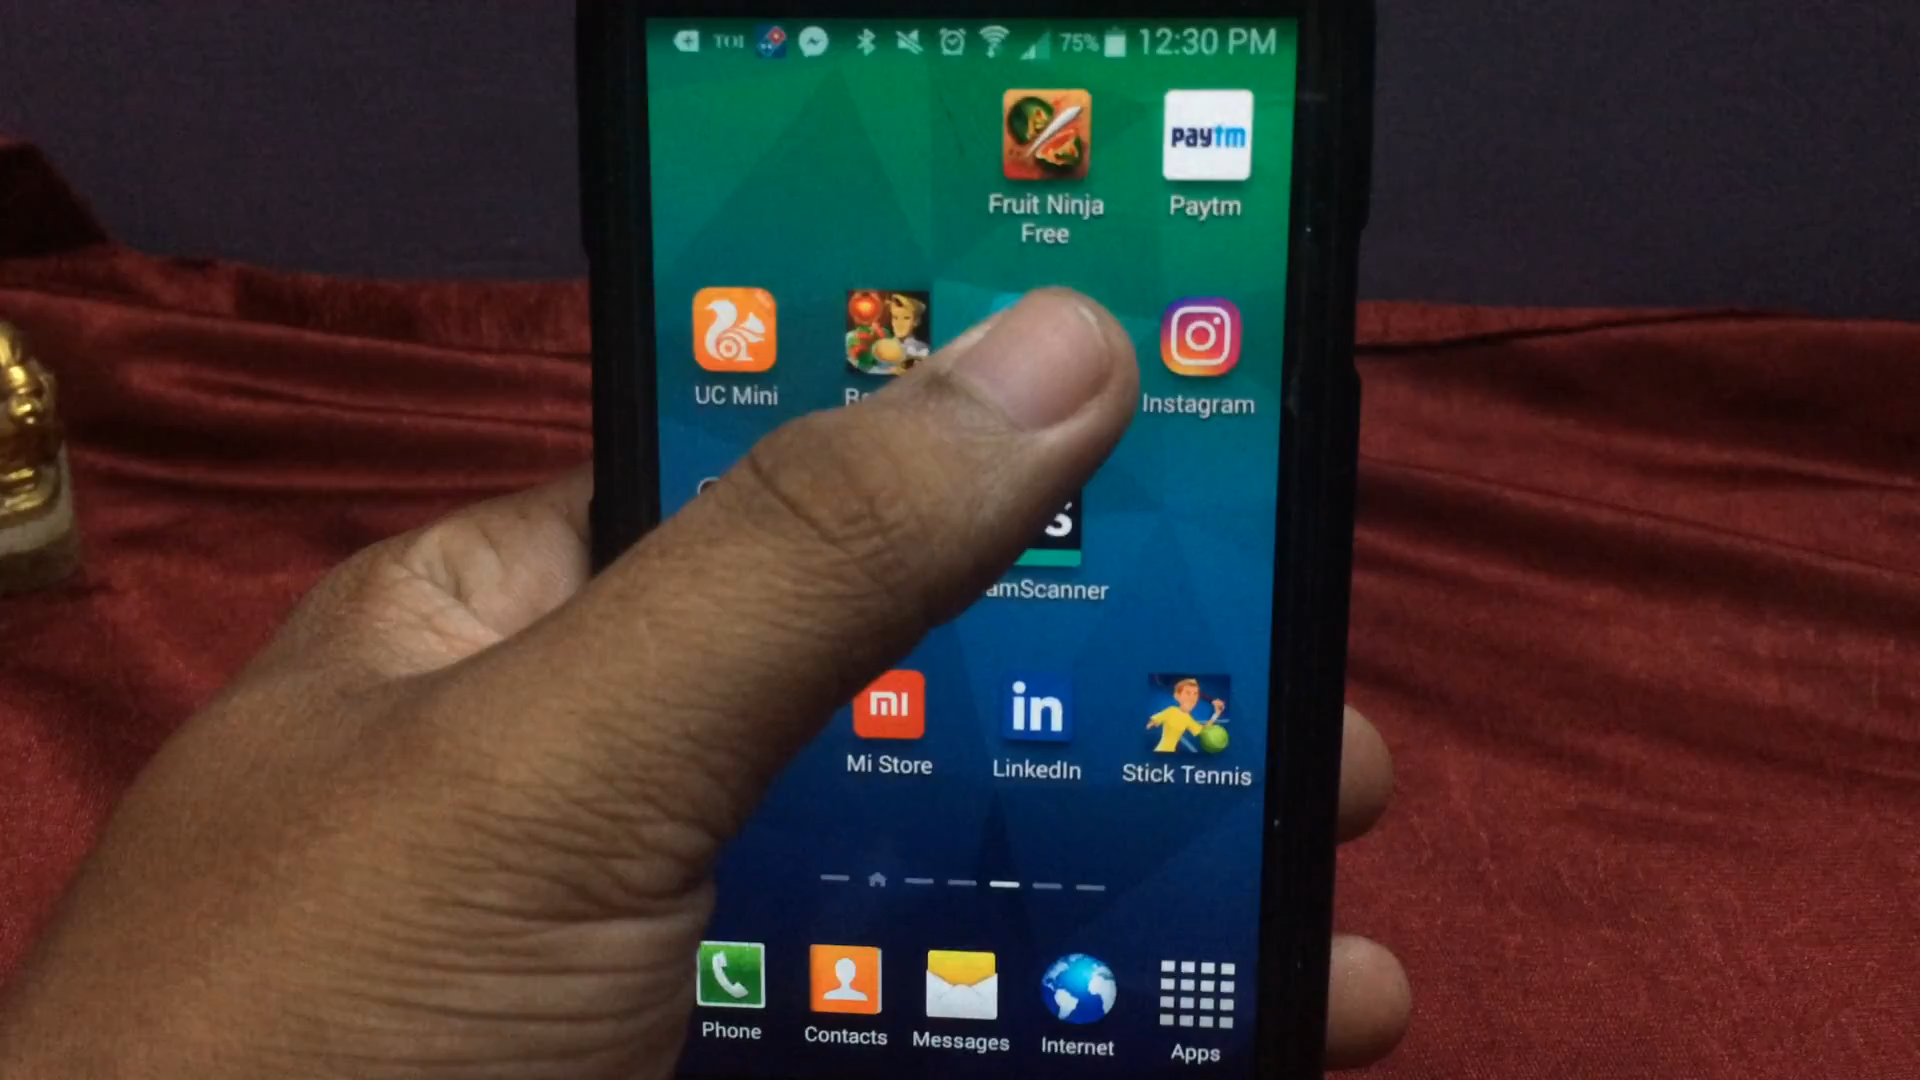 TOI 75% 12:30 PM
paytm
Fruit Ninja
Free
Paytm
UC Mini
Instagram
amScanner
mi
in
Mi Store
LinkedIn
Stick Tennis
Phone
Contacts
Messages
Internet
Apps